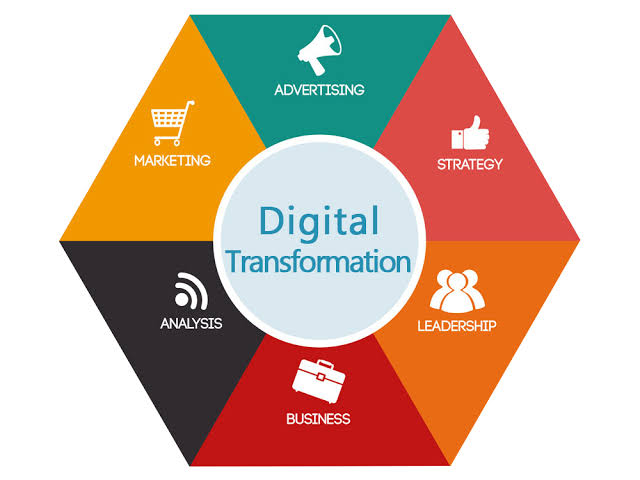 ADVERTISING
MARKETING
STRATEGY
Digital
Transformation
ANALYSIS
LEADERSHIP
BUSINESS